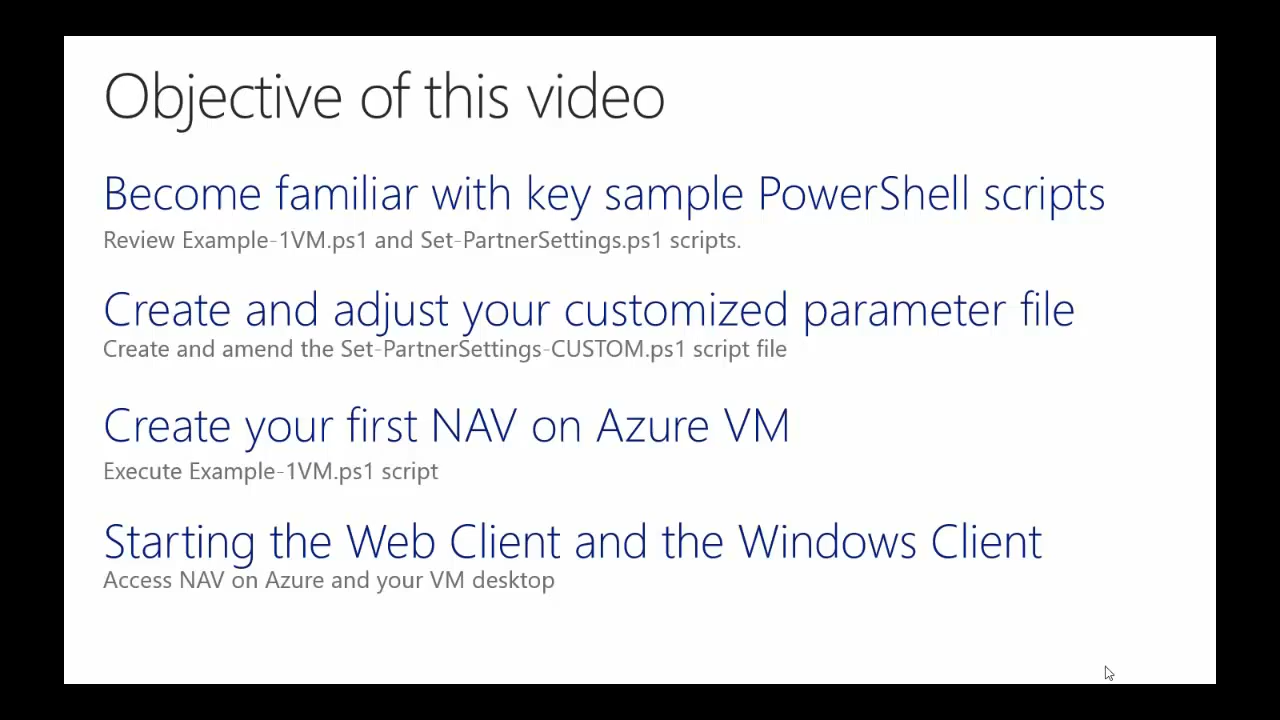 Objective of this video
Become familiar with key sample PowerShell scripts
Review Example-1VM.ps1 and Set-PartnerSettings.ps1 scripts.
Create and adjust your customized parameter file
Create and amend the Set-PartnerSettings-CUSTOM.ps1 script file
Create your first NAV on Azure VM
Execute Example-1VM.ps1 script
Starting the Web Client and the Windows Client
Access NAV on Azure and your VM desktop